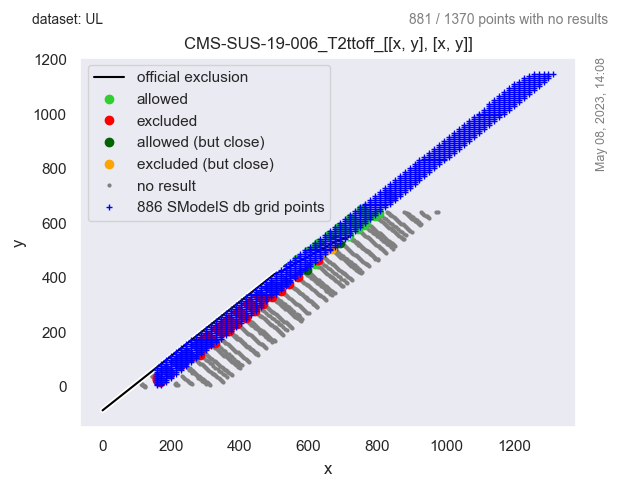 dataset: UL
881 / 1370 points with no results
CMS-SUS-19-006_T2ttoff_[[x, y], [x, y]]
official exclusion
allowed
excluded
allowed (but close)
excluded (but close)
no result
886 SModelS db grid points
May 08, 2023, 14:08
1200
1000
800
600
400
200
0
y
0 200 400 600 800 1000 1200
x